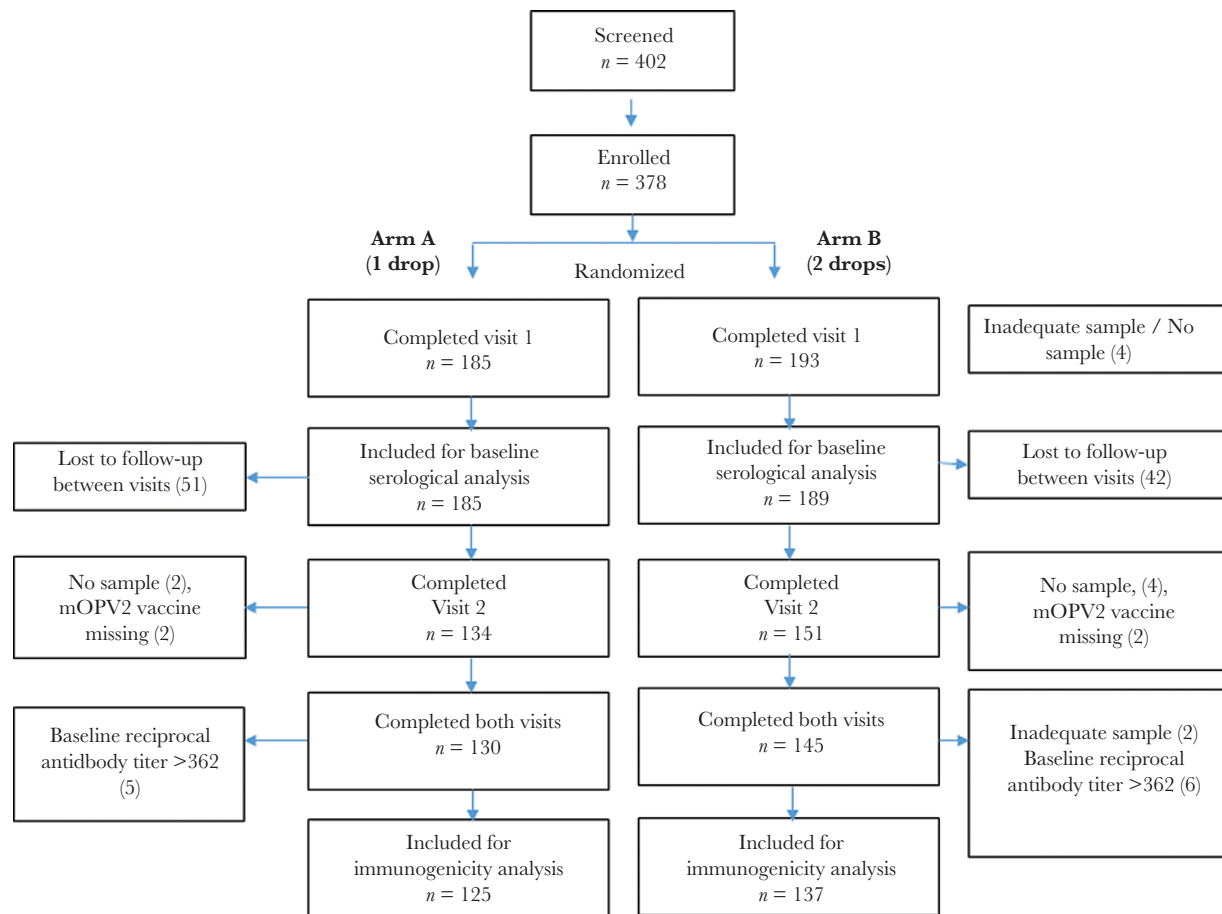 Screened
n = 402
Enrolled
n = 378
Arm A
(1 drop)
Arm B
(2 drops)
Randomized
Completed visit 1
n = 185
Completed visit 1
n = 193
Inadequate sample / No
sample (4)
Lost to follow-up
between visits (51)
Included for baseline
serological analysis
n = 185
Included for baseline
serological analysis
n = 189
Lost to follow-up
between visits (42)
No sample (2),
mOPV2 vaccine
missing (2)
Completed
Visit 2
n = 134
Completed
Visit 2
n = 151
No sample, (4),
mOPV2 vaccine
missing (2)
Baseline reciprocal
antidbody titer >362
(5)
Completed both visits
n = 130
Completed both visits
n = 145
Inadequate sample (2)
Baseline reciprocal
antibody titer >362 (6)
Included for
immunogenicity analysis
n = 125
Included for
immunogenicity analysis
n = 137